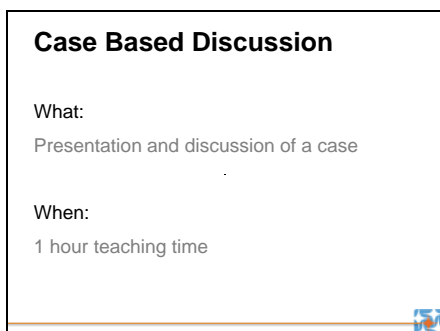 Case Based Discussion
What:
Presentation and discussion of a case
.
When:
1 hour teaching time